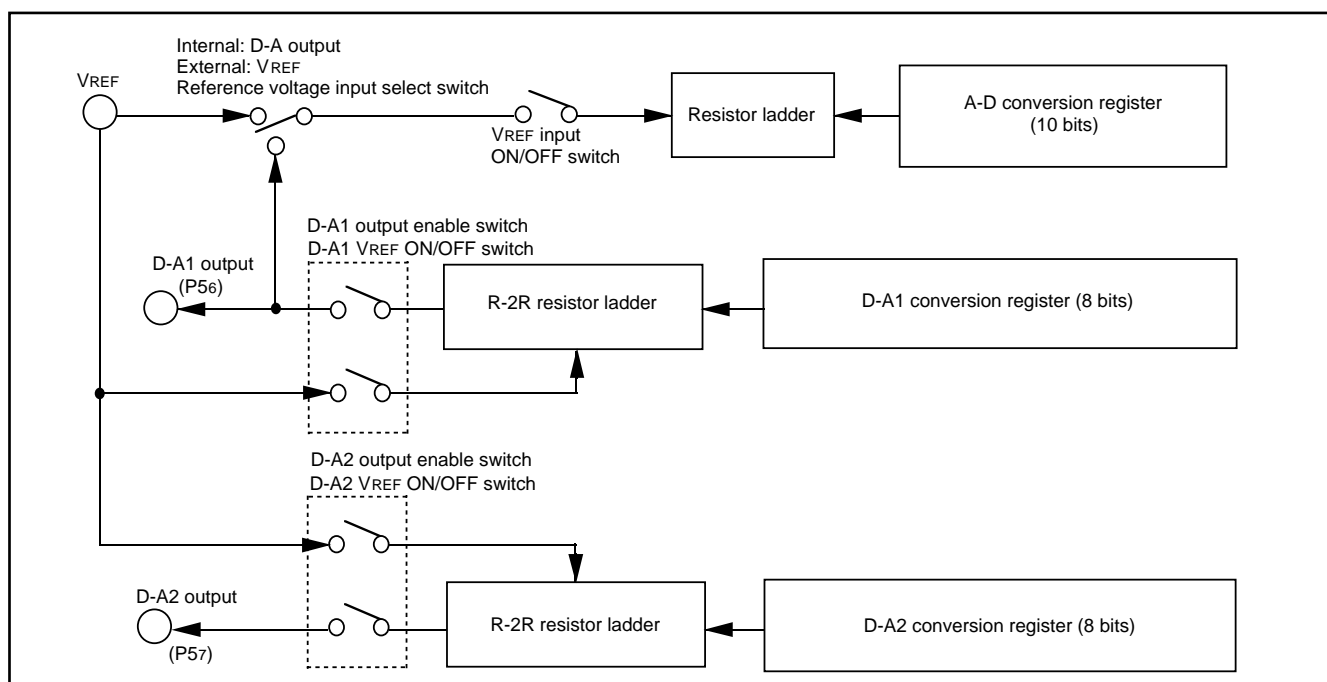 Internal: D-A output
External: VREF
Reference voltage input select switch
VREF
VREF input
ON/OFF switch
Resistor ladder
A-D conversion register
(10 bits)
D-A1 output enable switch
D-A1 VREF ON/OFF switch
D-A1 output
(P56)
R-2R resistor ladder
D-A1 conversion register (8 bits)
D-A2 output enable switch
D-A2 VREF ON/OFF switch
D-A2 output
(P57)
R-2R resistor ladder
D-A2 conversion register (8 bits)